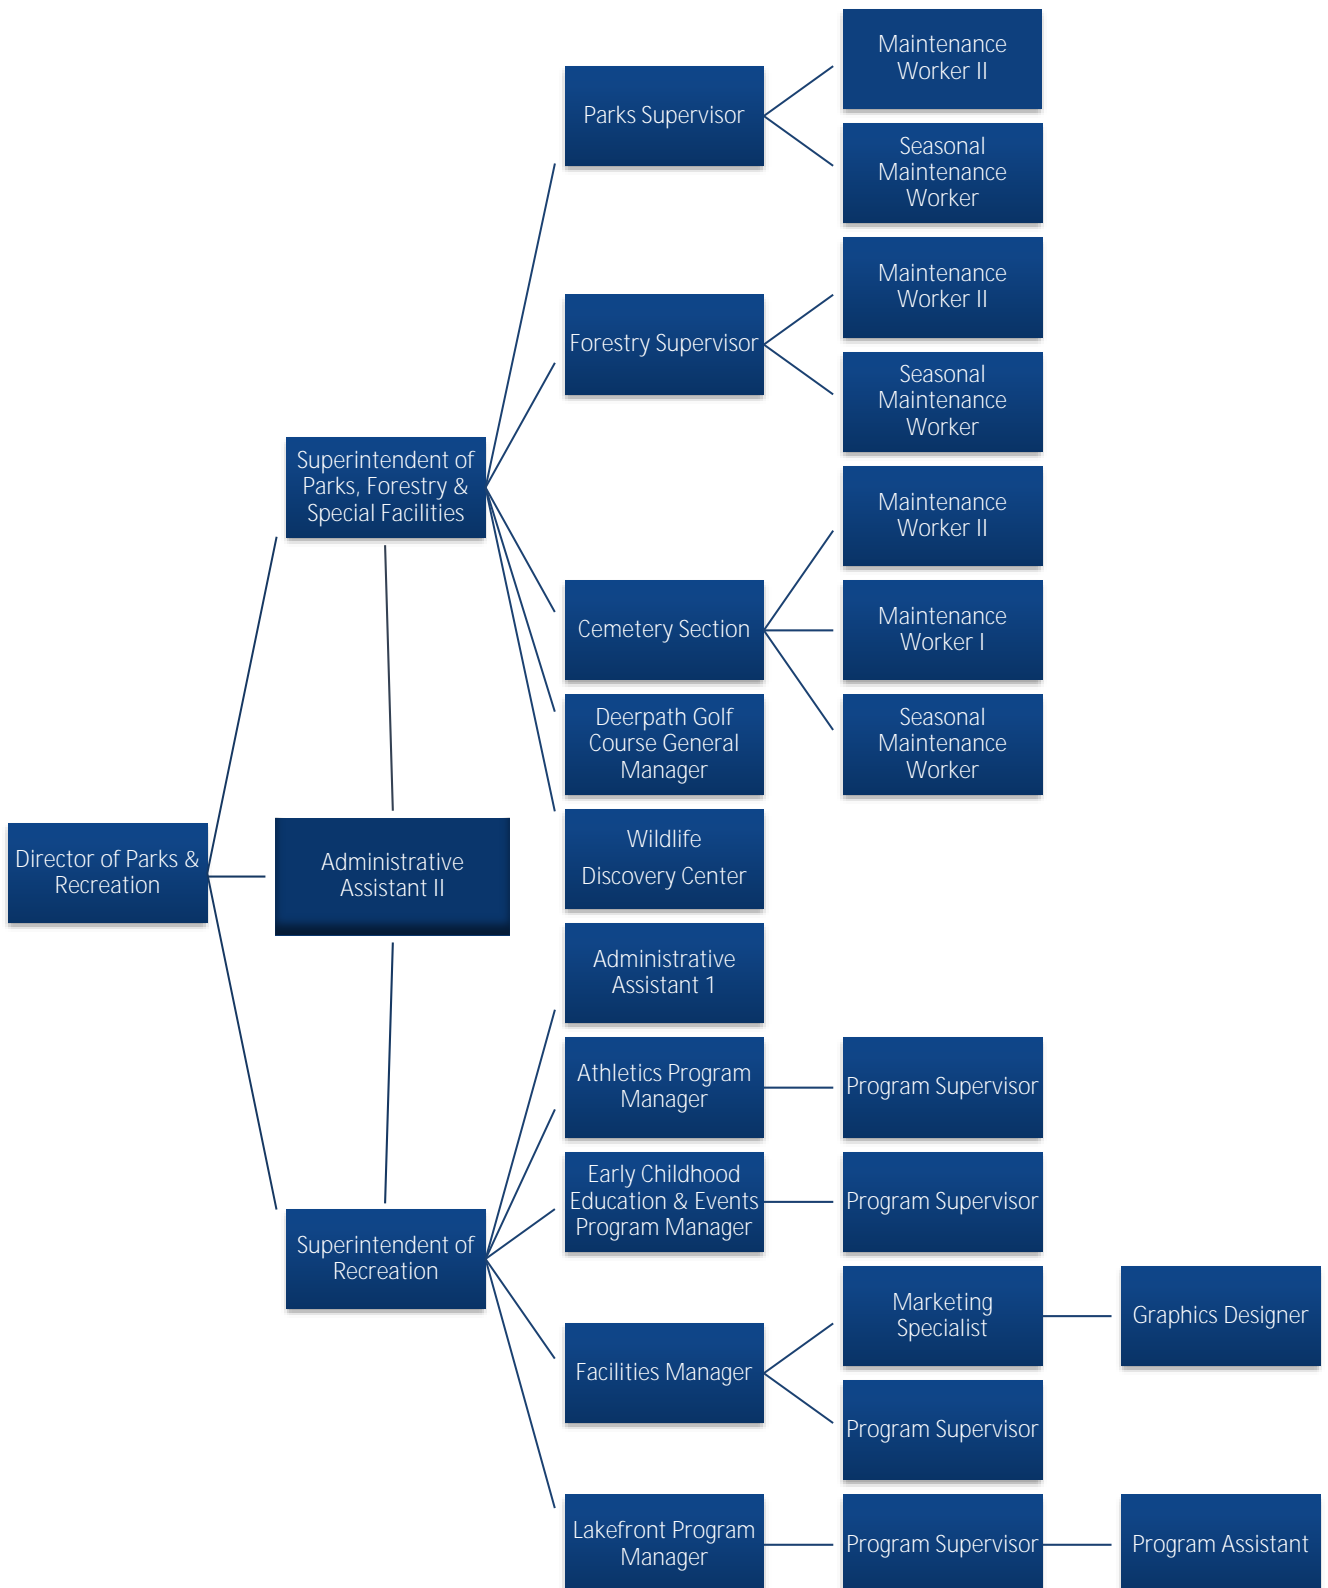 Maintenance
Worker II
Parks Supervisor
Seasonal
Maintenance
Worker
Maintenance
Worker II
Forestry Supervisor
Seasonal
Maintenance
Worker
Superintendent of
Parks, Forestry &
Special Facilities
Maintenance
Worker II
Cemetery Section
Maintenance
Worker I
Deerpath Golf
Course General
Manager
Seasonal
Maintenance
Worker
Director of Parks &
Recreation
Administrative
Assistant II
Wildlife
Discovery Center
Administrative
Assistant 1
Athletics Program
Manager
Program Supervisor
Early Childhood
Education & Events
Program Manager
Program Supervisor
Superintendent of
Recreation
Marketing
Specialist
Graphics Designer
Facilities Manager
Program Supervisor
Lakefront Program
Manager
Program Supervisor
Program Assistant